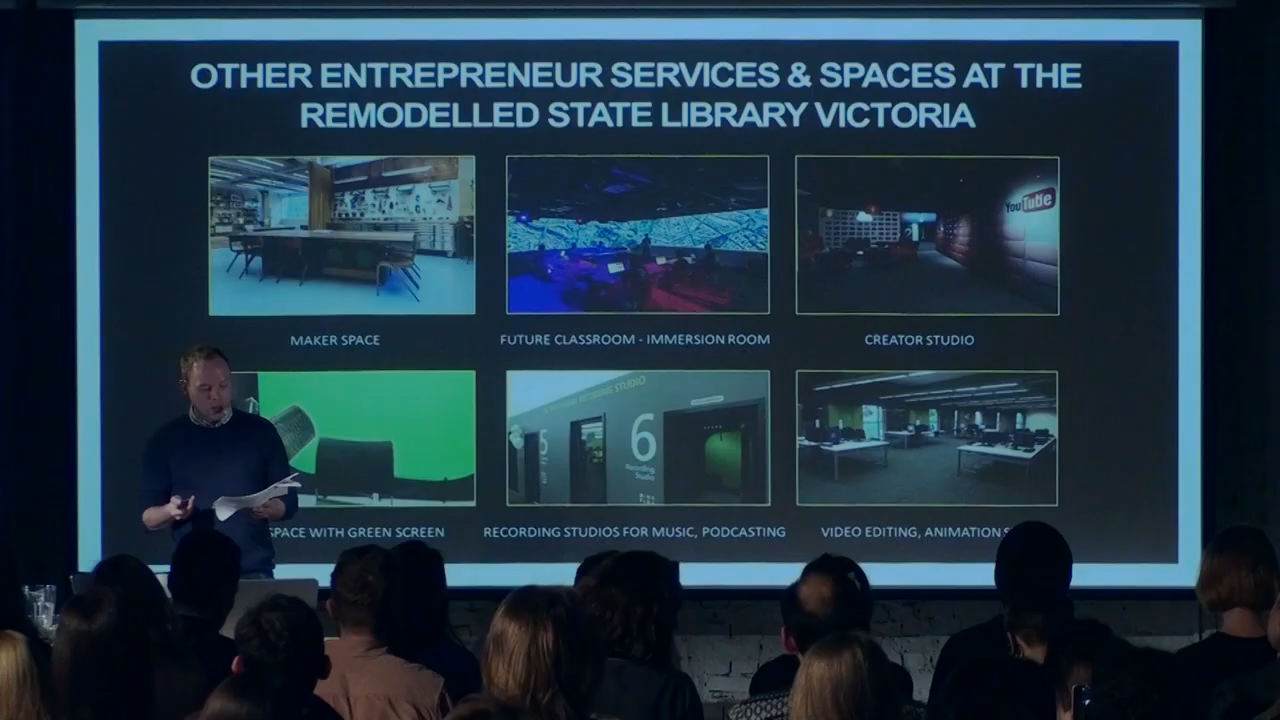 OTHER ENTREPRENEUR SERVICES & SPACES AT THE
REMODELLED STATE LIBRARY VICTORIA
YouTube
MAKER SPACE
FUTURE CLASSROOM - IMMERSION ROOM
CREATOR STUDIO
5
6
Recording
Studio
SPACE WITH GREEN SCREEN
RECORDING STUDIOS FOR MUSIC, PODCASTING
VIDEO EDITING, ANIMATION